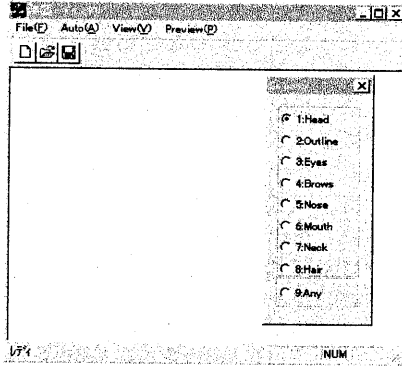 File(F) Auto(A) View(V) Preview(P)
1:Head
2:Outline
3:Eyes
4:Brows
5:Nose
6:Mouth
7:Neck
8:Hair
9:Any
レディ NUM